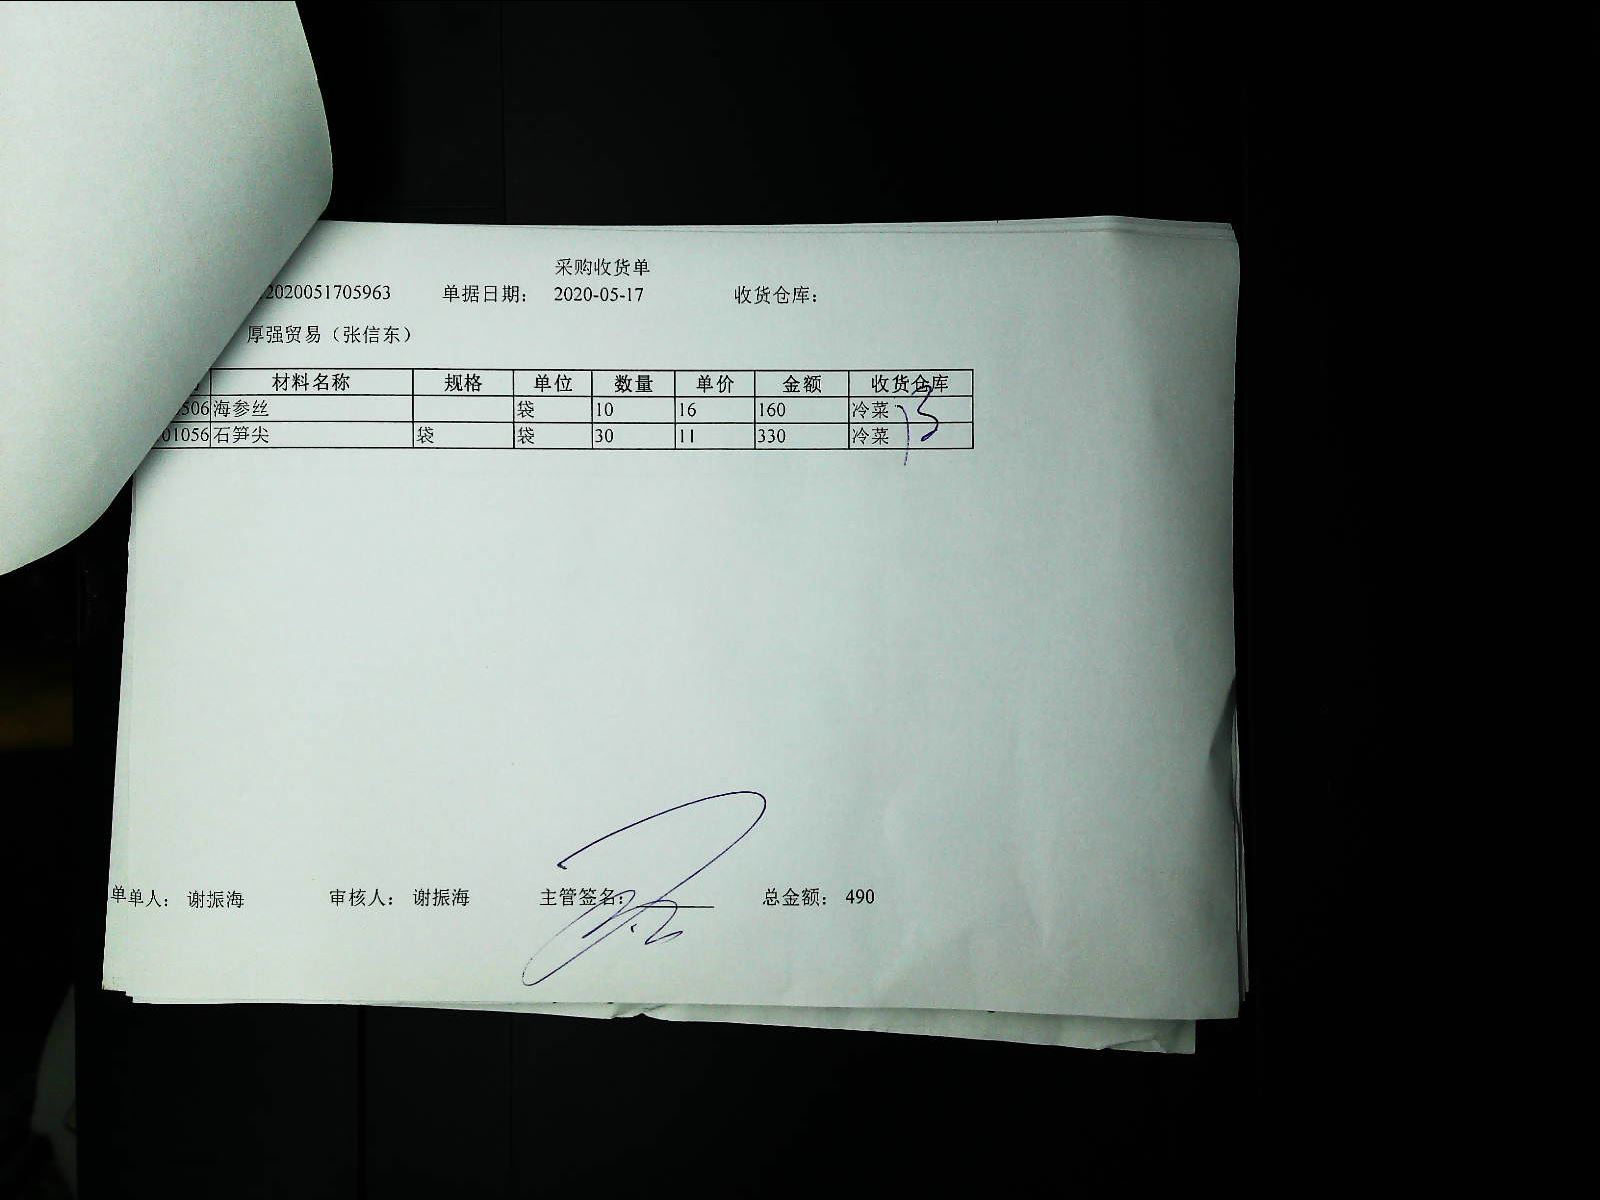 采购收货单
2020051705963 单据日期： 2020-05-17 收货仓库：
厚强贸易（张信东）
材料名称 规格 单位 数量 单价 金额 收货仓库
506 海参丝 袋 10 16 160 冷菜
01056 石笋尖 袋 袋 30 11 330 冷菜
13
单单人： 谢振海 审核人： 谢振海 主管签名： 总金额： 490